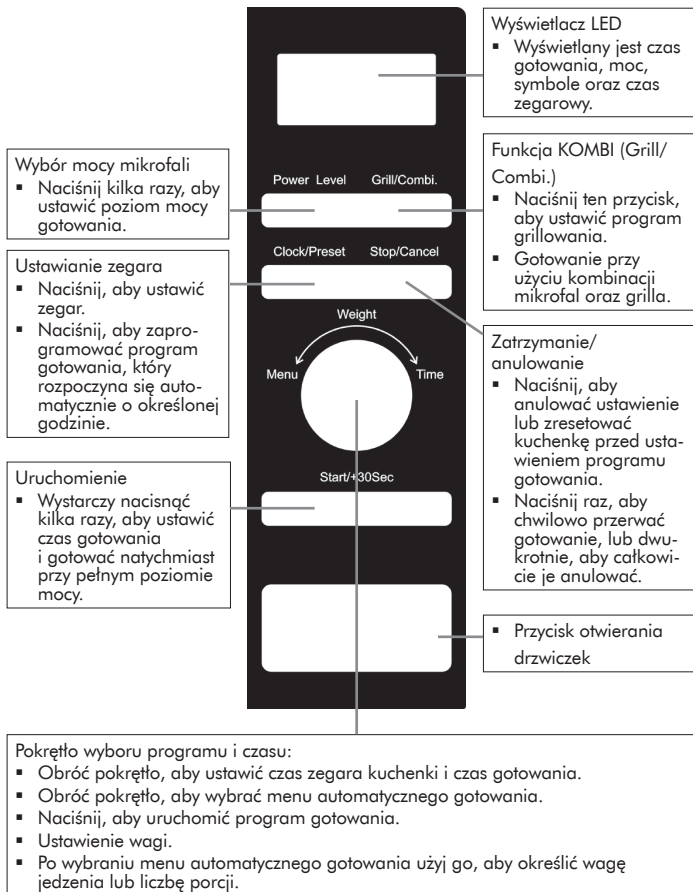 Wyświetlacz LED
▪ Wyświetlany jest czas
gotowania, moc,
symbole oraz czas
zegarowy.
Wybór mocy mikrofali
▪ Naciśnij kilka razy, aby
ustawić poziom mocy
gotowania.
Power Level Grill/Combi.
Funkcja KOMBI (Grill/
Combi.)
▪ Naciśnij ten przycisk,
aby ustawić program
grillowania.
▪ Gotowanie przy
użyciu kombinacji
mikrofal oraz grilla.
Ustawianie zegara
▪ Naciśnij, aby ustawić
zegar.
▪ Naciśnij, aby zapro-
gramować program
gotowania, który
rozpoczyna się auto-
matycznie o określonej
godzinie.
Clock/Preset Stop/Cancel
Weight
Menu Time
Zatrzymanie/
anulowanie
▪ Naciśnij, aby
anulować ustawienie
lub zresetować
kuchenkę przed usta-
wieniem programu
gotowania.
▪ Naciśnij raz, aby
chwilowo przerwać
gotowanie, lub dwu-
krotnie, aby całkowi-
cie je anulować.
Uruchomienie
▪ Wystarczy nacisnąć
kilka razy, aby ustawić
czas gotowania
i gotować natychmiast
przy pełnym poziomie
mocy.
Start/+30Sec
▪ Przycisk otwierania
drzwiczek
Pokrętło wyboru programu i czasu:
▪ Obróć pokrętło, aby ustawić czas zegara kuchenki i czas gotowania.
▪ Obróć pokrętło, aby wybrać menu automatycznego gotowania.
▪ Naciśnij, aby uruchomić program gotowania.
▪ Ustawienie wagi.
▪ Po wybraniu menu automatycznego gotowania użyj go, aby określić wagę
jedzenia lub liczbę porcji.